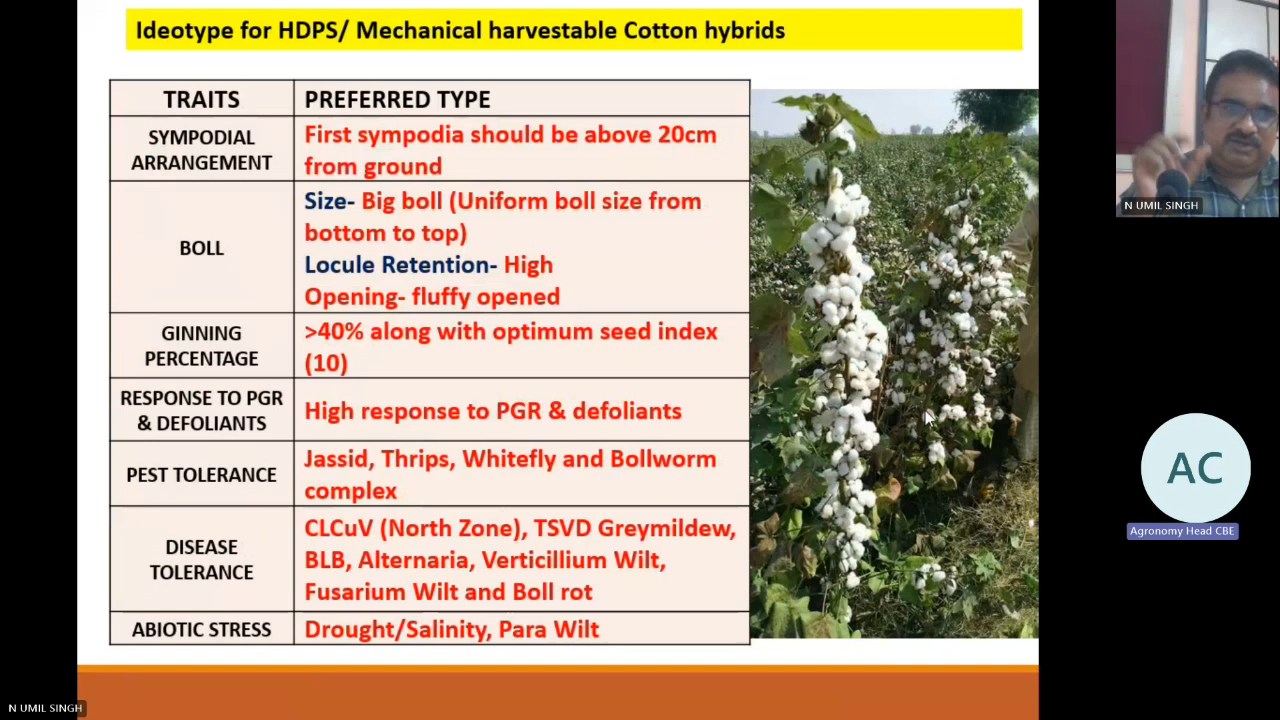 Ideotype for HDPS/ Mechanical harvestable Cotton hybrids
TRAITS
PREFERRED TYPE
SYMPODIAL
ARRANGEMENT
First sympodia should be above 20cm
from ground
BOLL
Size- Big boll (Uniform boll size from
bottom to top)
Locule Retention- High
Opening- fluffy opened
GINNING
PERCENTAGE
>40% along with optimum seed index
(10)
RESPONSE TO PGR
& DEFOLIANTS
High response to PGR & defoliants
PEST TOLERANCE
Jassid, Thrips, Whitefly and Bollworm
complex
DISEASE
TOLERANCE
CLCuV (North Zone), TSVD Greymildew,
BLB, Alternaria, Verticillium Wilt,
Fusarium Wilt and Boll rot
ABIOTIC STRESS
Drought/Salinity, Para Wilt
N UMIL SINGH
AC
Agronomy Head CBE
N UMIL SINGH